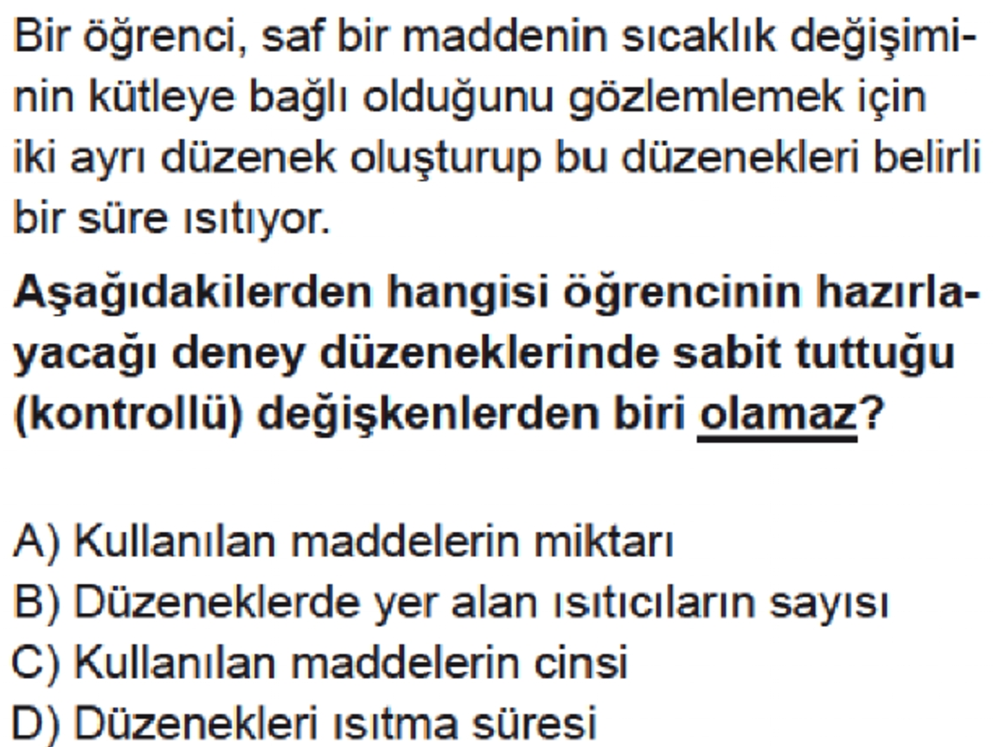 Bir öğrenci, saf bir maddenin sıcaklık değişimi-
nin kütleye bağlı olduğunu gözlemlemek için
iki ayrı düzenek oluşturup bu düzenekleri belirli
bir süre ısıtıyor.
Aşağıdakilerden hangisi öğrencinin hazırla-
yacağı deney düzeneklerinde sabit tuttuğu
(kontrollü) değişkenlerden biri olamaz?
A) Kullanılan maddelerin miktarı
B) Düzeneklerde yer alan ısıtıcıların sayısı
C) Kullanılan maddelerin cinsi
D) Düzenekleri ısıtma süresi